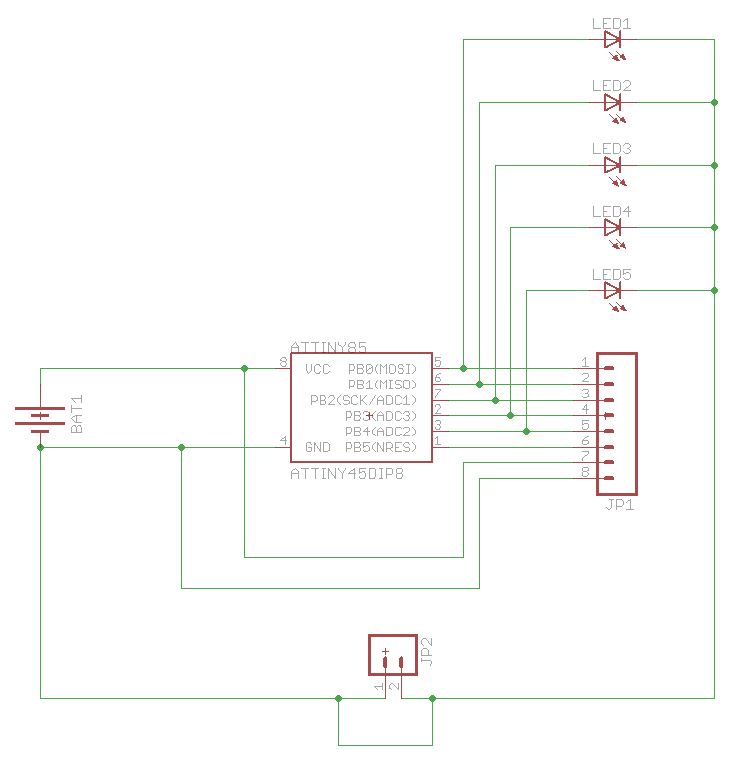 LED1
LED2
LED3
LED4
LED5
ATTINY85
8 VCC PB0(MOSI) 5
PB1(MISO) 6
PB2(SCK/ADC1) 7
PB3(ADC3) 2
PB4(ADC2) 3
4 GND PB5(NRES) 1
ATTINY45DIP8
BAT1
1
2
3
4
5
6
7
8
JP1
JP2
1
2